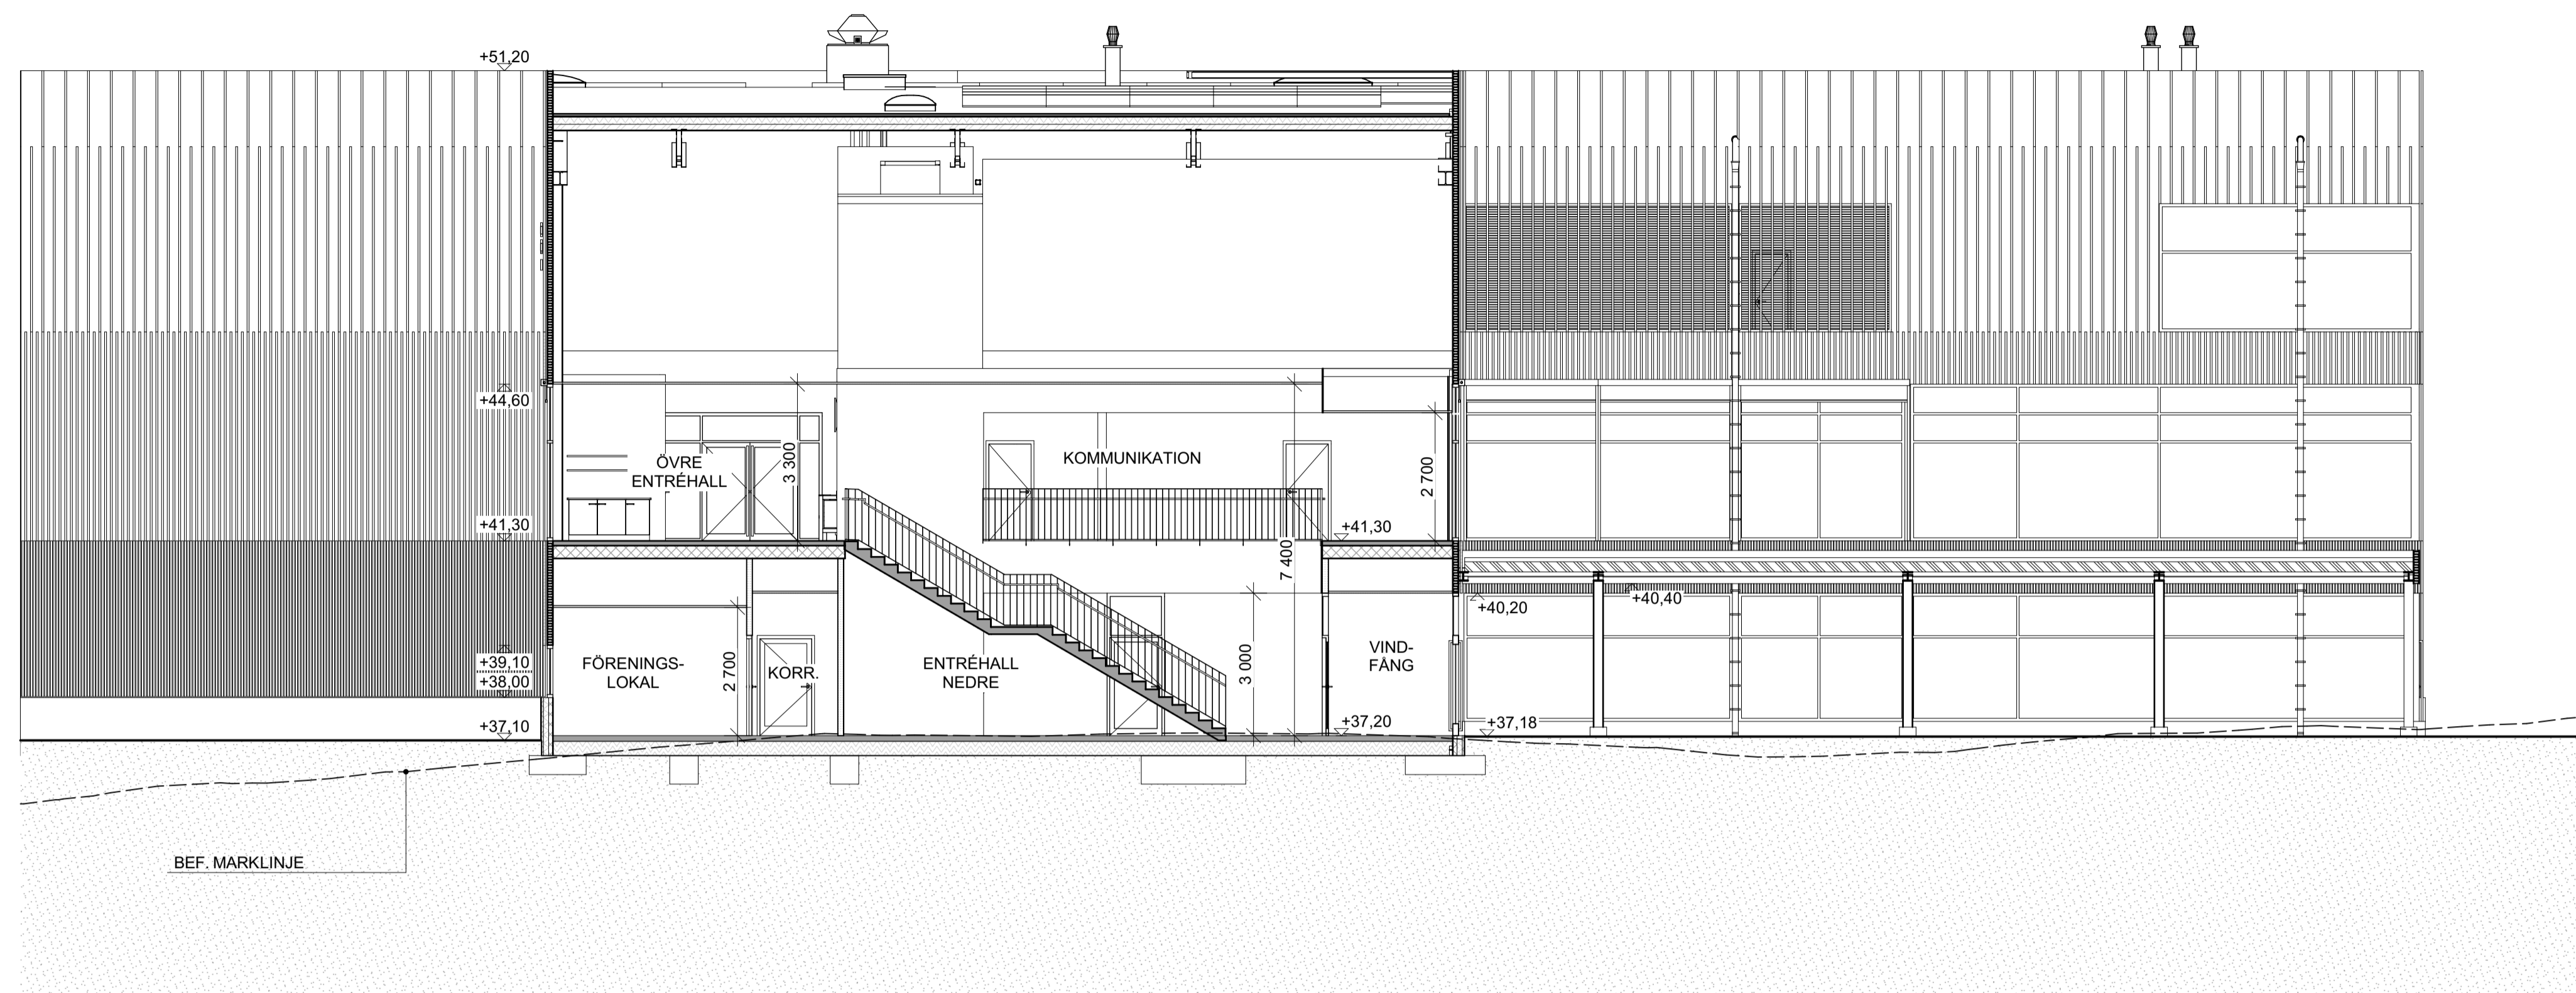 +51,20
+44,60
ÖVRE
ENTRÉHALL
3 300
KOMMUNIKATION
2 700
+41,30
+41,30
7 400
+40,20
+40,40
+39,10
+38,00
FÖRENINGS-
LOKAL
2 700
KORR.
ENTRÉHALL
NEDRE
3 000
VIND-
FÅNG
+37,10
+37,20
+37,18
BEF. MARKLINJE